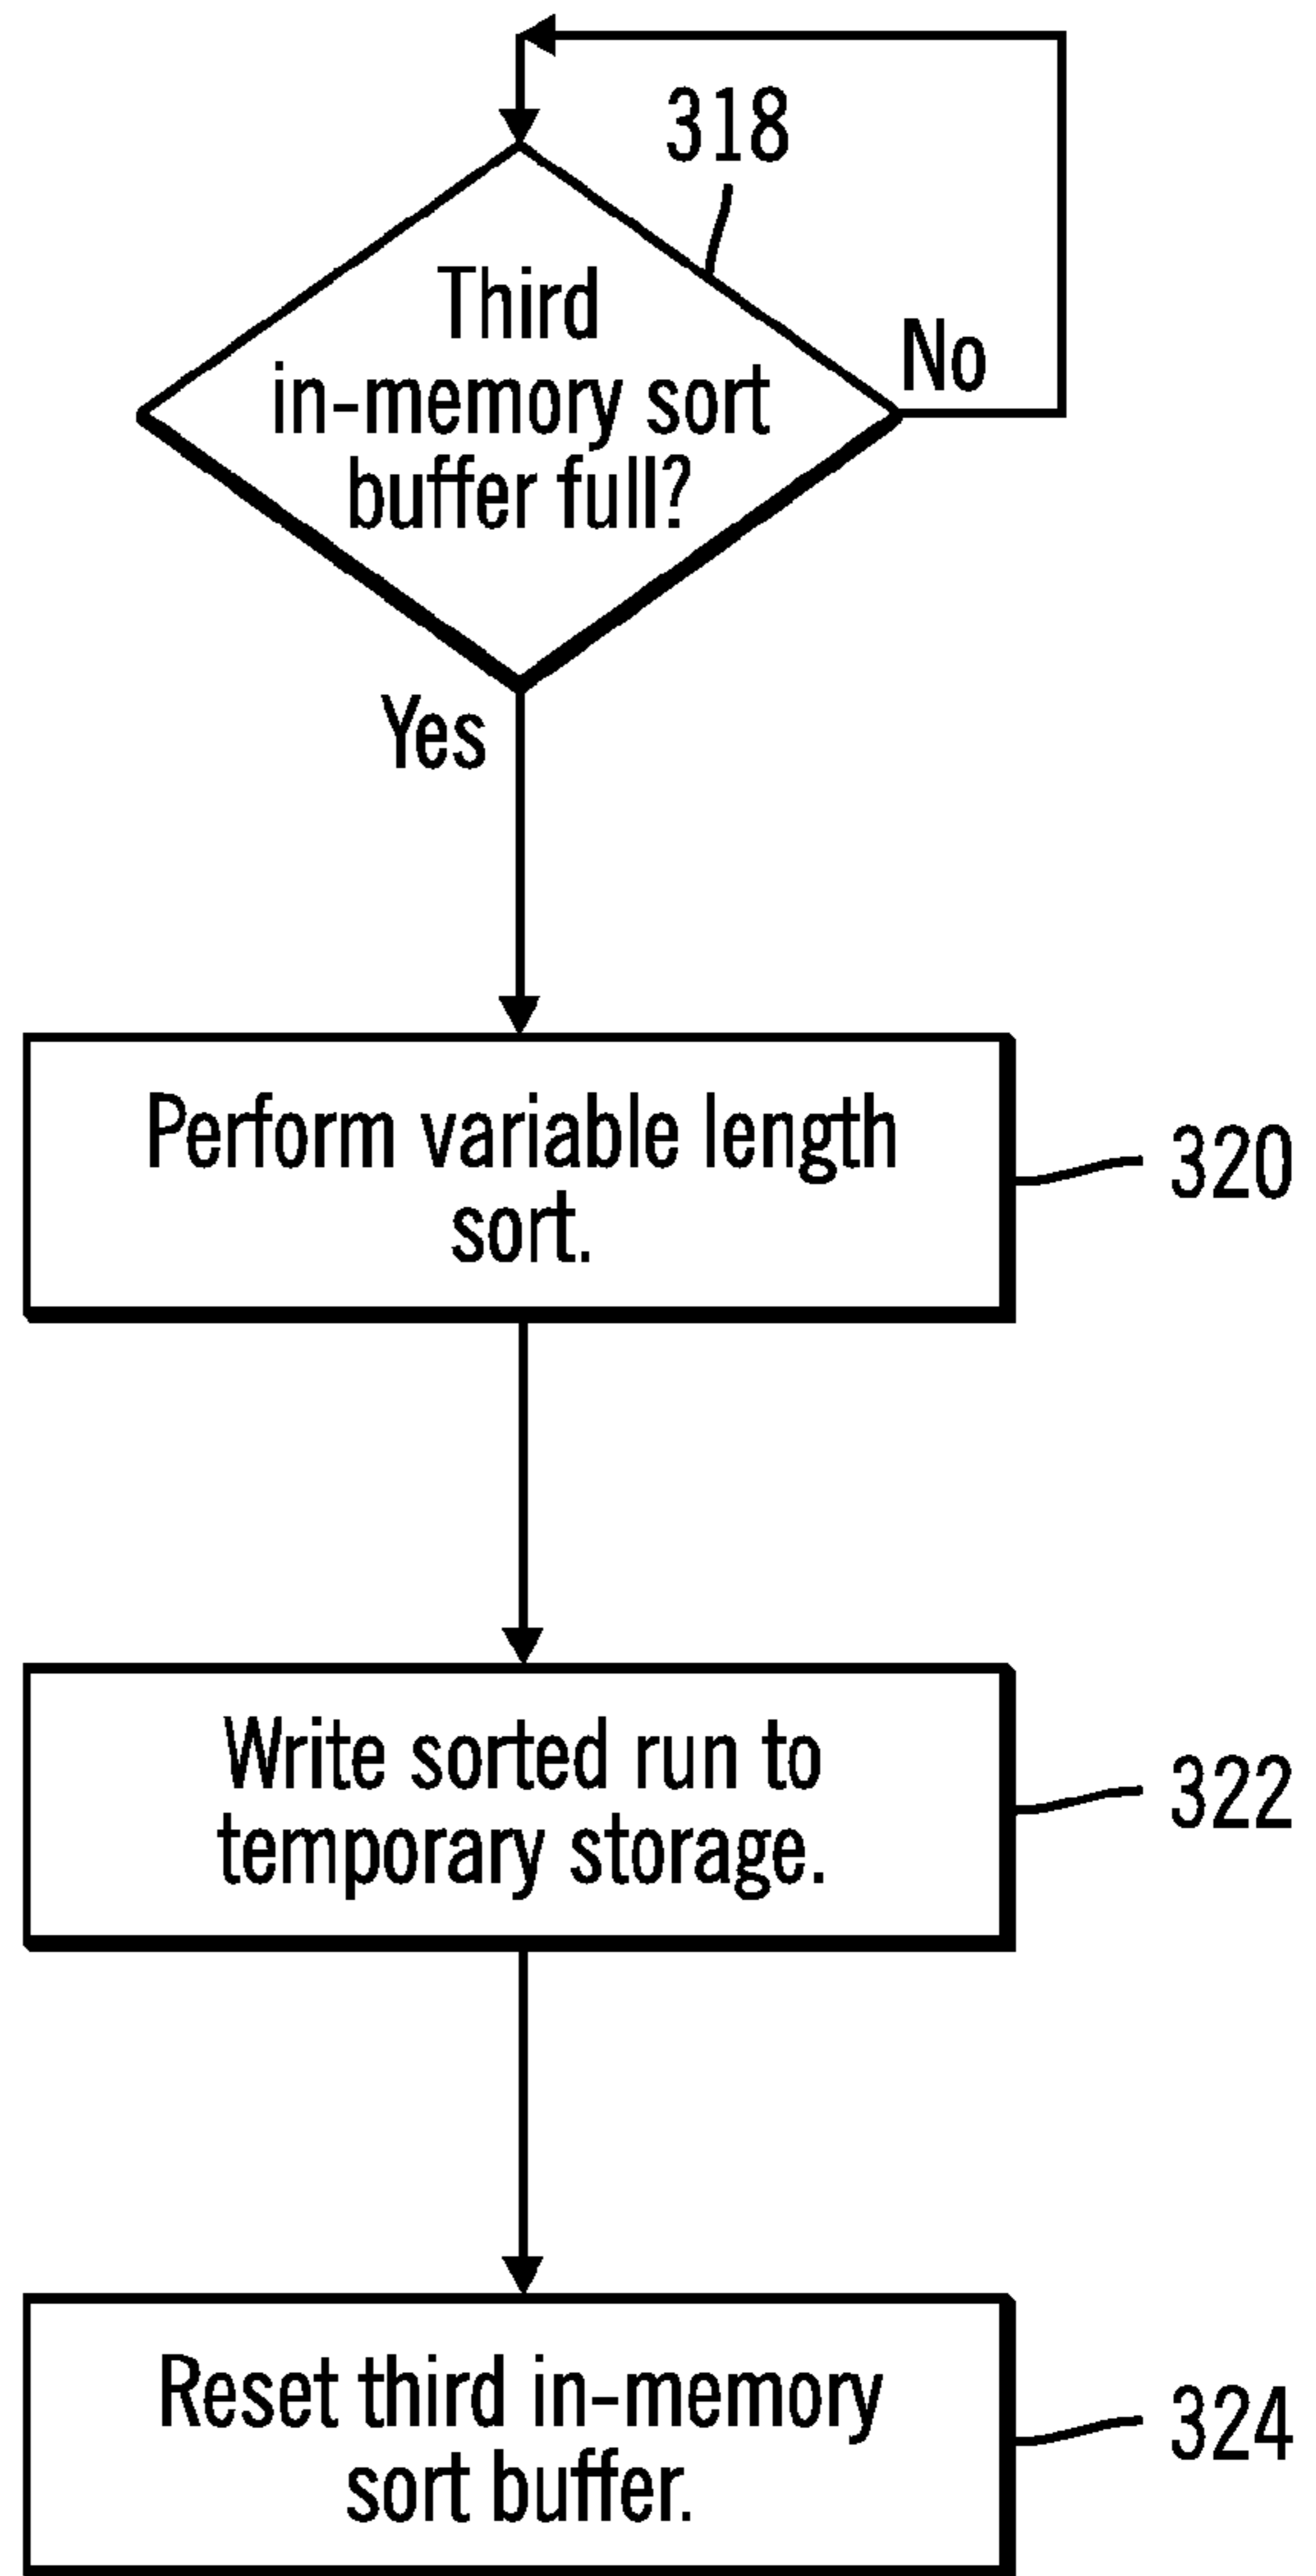 318
Third
in-memory sort
buffer full?
No
Yes
Perform variable length
sort.
320
Write sorted run to
temporary storage.
322
Reset third in-memory
sort buffer.
324